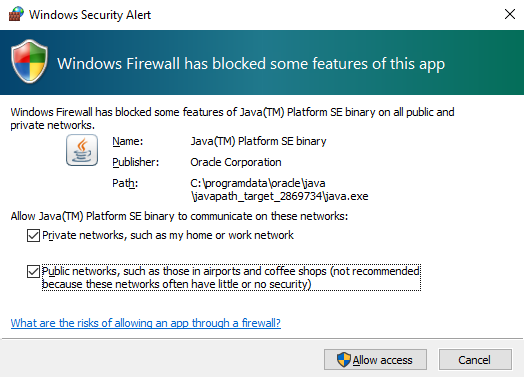 Windows Security Alert
Windows Firewall has blocked some features of this app
Windows Firewall has blocked some features of Java(TM) Platform SE binary on all public and
private networks.
Name: Java(TM) Platform SE binary
Publisher: Oracle Corporation
Path: C:\programdata\oracle\java
\javapath_target_2869734\java.exe
Allow Java(TM) Platform SE binary to communicate on these networks:
Private networks, such as my home or work network
Public networks, such as those in airports and coffee shops (not recommended
because these networks often have little or no security)
What are the risks of allowing an app through a firewall?
Allow access Cancel